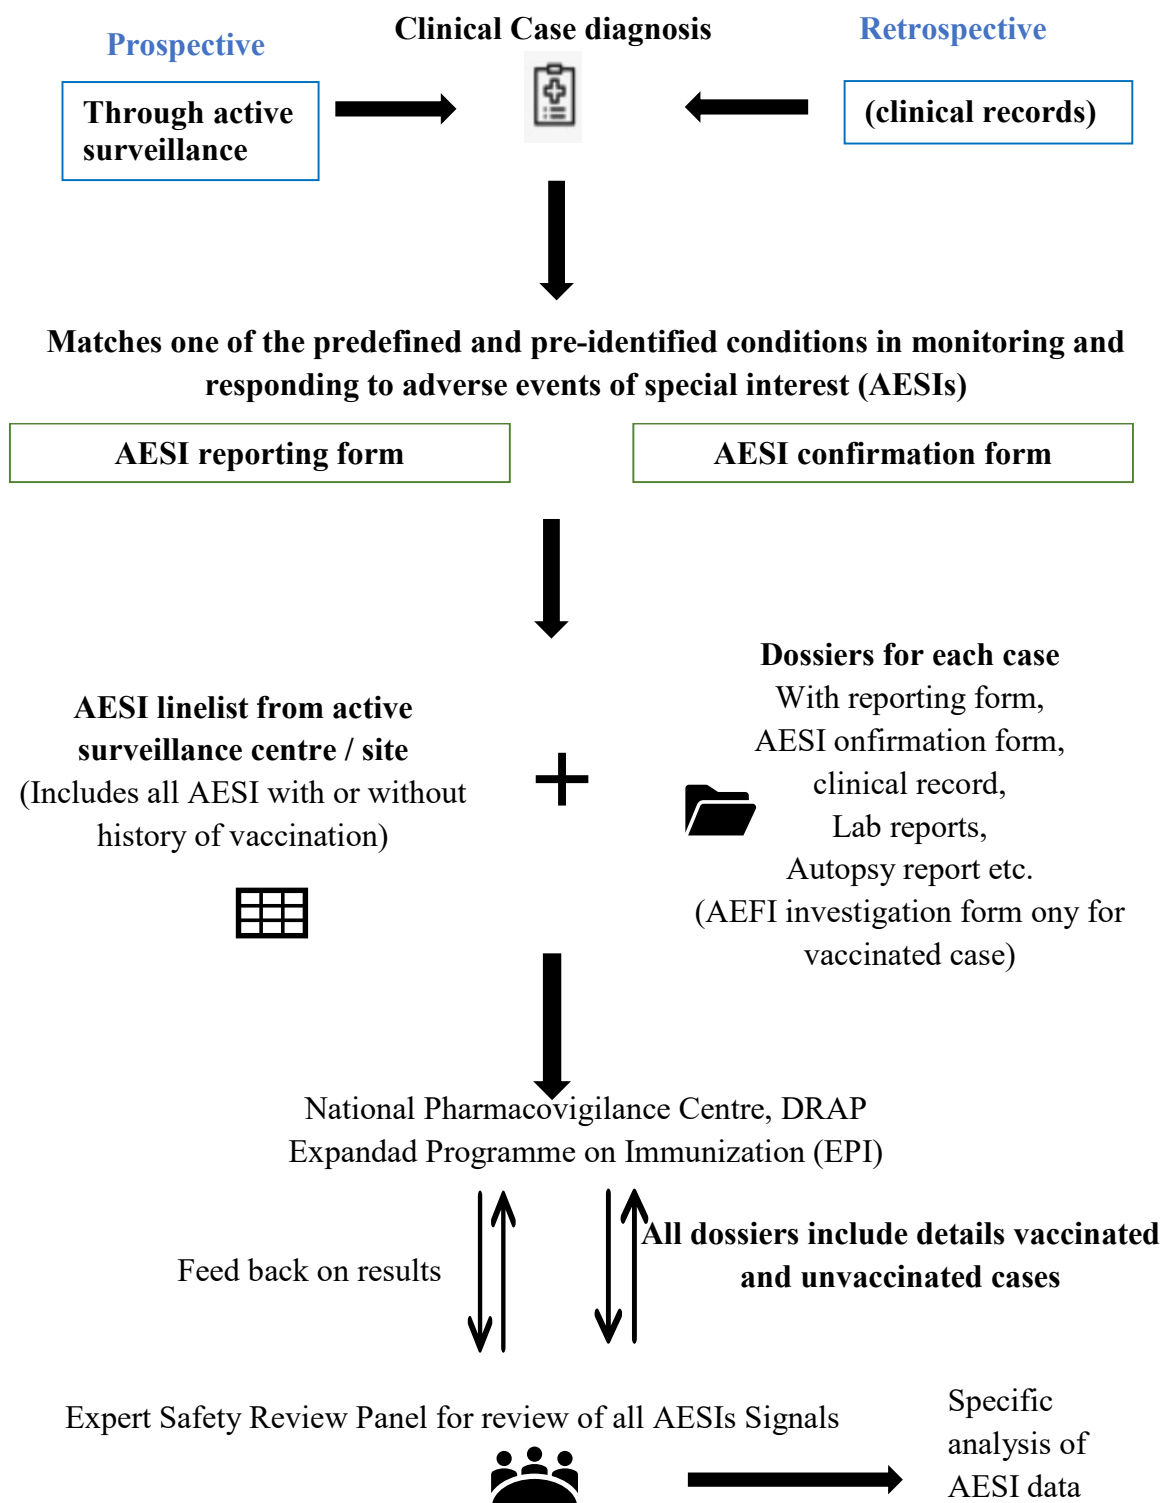 Prospective
Clinical Case diagnosis
Retrospective
Through active
surveillance
(clinical records)
Matches one of the predefined and pre-identified conditions in monitoring and
responding to adverse events of special interest (AESIs)
AESI reporting form
AESI confirmation form
AESI linelist from active
surveillance centre / site
(Includes all AESI with or without
history of vaccination)
Dossiers for each case
With reporting form,
AESI onfirmation form,
clinical record,
Lab reports,
Autopsy report etc.
(AEFI investigation form ony for
vaccinated case)
National Pharmacovigilance Centre, DRAP
Expandad Programme on Immunization (EPI)
Feed back on results
All dossiers include details vaccinated
and unvaccinated cases
Expert Safety Review Panel for review of all AESIs Signals
Specific
analysis of
AESI data